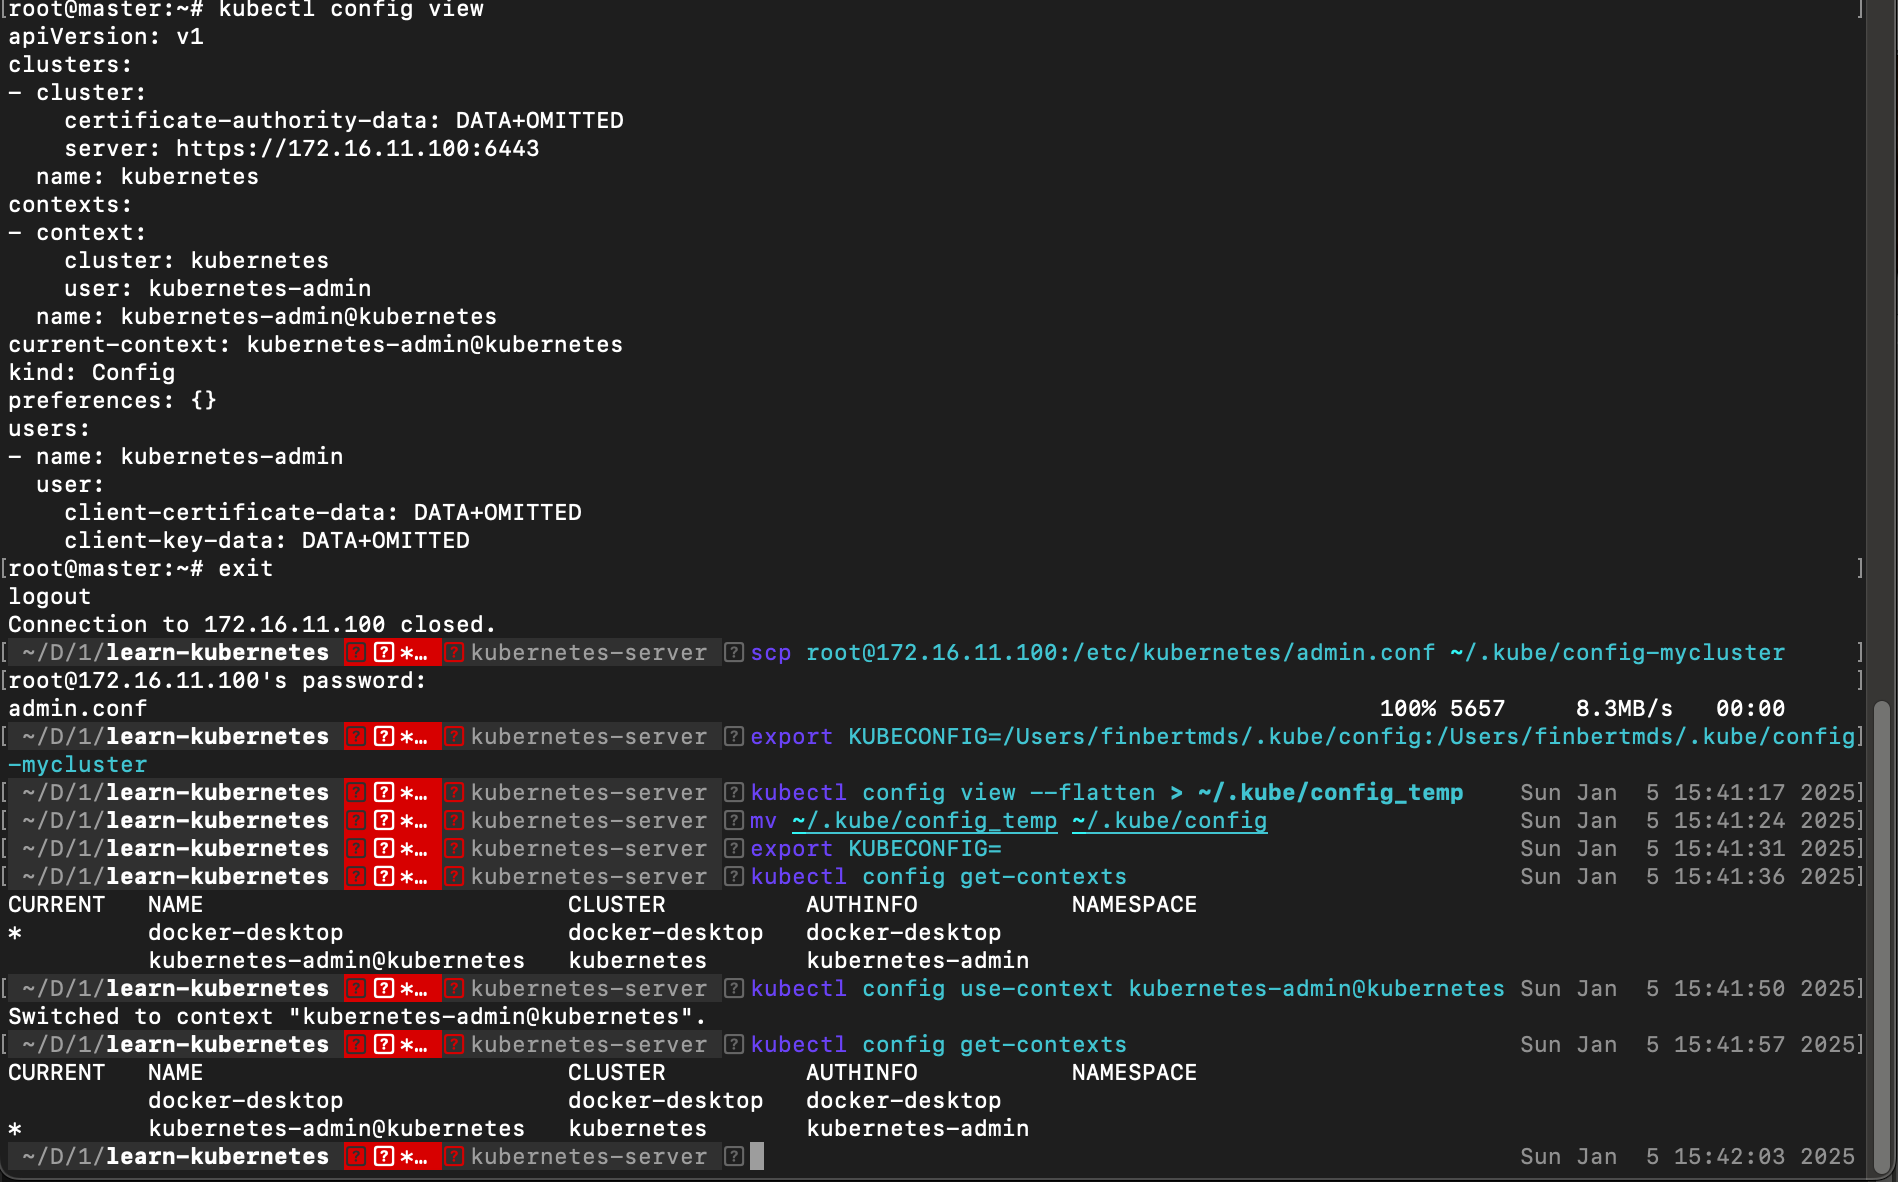 [root@master:~# kubectl config view ]
apiVersion: v1
clusters:
- cluster:
    certificate-authority-data: DATA+OMITTED
    server: https://172.16.11.100:6443
  name: kubernetes
contexts:
- context:
    cluster: kubernetes
    user: kubernetes-admin
  name: kubernetes-admin@kubernetes
current-context: kubernetes-admin@kubernetes
kind: Config
preferences: {}
users:
- name: kubernetes-admin
  user:
    client-certificate-data: DATA+OMITTED
    client-key-data: DATA+OMITTED
[root@master:~# exit ]
logout
Connection to 172.16.11.100 closed.
[ ~/D/1/learn-kubernetes ? ? *… ? kubernetes-server ? scp root@172.16.11.100:/etc/kubernetes/admin.conf ~/.kube/config-mycluster ]
[root@172.16.11.100's password: ]
admin.conf 100% 5657 8.3MB/s 00:00
[ ~/D/1/learn-kubernetes ? ? *… ? kubernetes-server ? export KUBECONFIG=/Users/finbertmds/.kube/config:/Users/finbertmds/.kube/config]
-mycluster
[ ~/D/1/learn-kubernetes ? ? *… ? kubernetes-server ? kubectl config view --flatten > ~/.kube/config_temp Sun Jan  5 15:41:17 2025]
[ ~/D/1/learn-kubernetes ? ? *… ? kubernetes-server ? mv ~/.kube/config_temp ~/.kube/config Sun Jan  5 15:41:24 2025]
[ ~/D/1/learn-kubernetes ? ? *… ? kubernetes-server ? export KUBECONFIG= Sun Jan  5 15:41:31 2025]
[ ~/D/1/learn-kubernetes ? ? *… ? kubernetes-server ? kubectl config get-contexts Sun Jan  5 15:41:36 2025]
CURRENT   NAME                          CLUSTER          AUTHINFO           NAMESPACE
*         docker-desktop                docker-desktop   docker-desktop
          kubernetes-admin@kubernetes   kubernetes       kubernetes-admin
[ ~/D/1/learn-kubernetes ? ? *… ? kubernetes-server ? kubectl config use-context kubernetes-admin@kubernetes Sun Jan  5 15:41:50 2025]
Switched to context "kubernetes-admin@kubernetes".
[ ~/D/1/learn-kubernetes ? ? *… ? kubernetes-server ? kubectl config get-contexts Sun Jan  5 15:41:57 2025]
CURRENT   NAME                          CLUSTER          AUTHINFO           NAMESPACE
          docker-desktop                docker-desktop   docker-desktop
*         kubernetes-admin@kubernetes   kubernetes       kubernetes-admin
~/D/1/learn-kubernetes ? ? *… ? kubernetes-server ? Sun Jan  5 15:42:03 2025